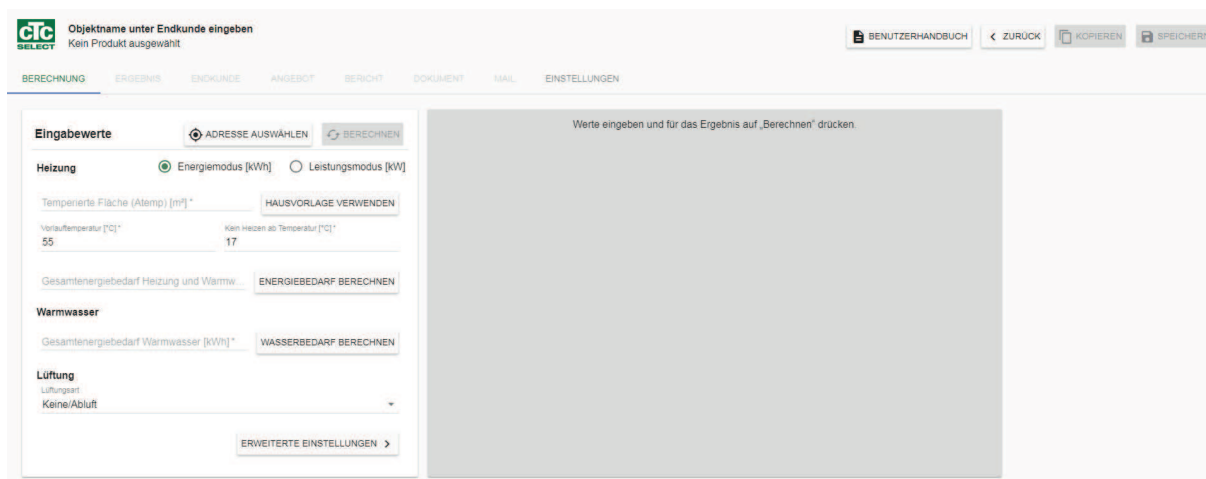 CTC
SELECT
Objektname unter Endkunde eingeben
Kein Produkt ausgewählt
BENUTZERHANDBUCH
ZURÜCK
KOPIEREN
SPEICHERN
BERECHNUNG ERGEBNIS ENDKUNDE ANGEBOT BERICHT DOKUMENT MAIL EINSTELLUNGEN
Eingabewerte
ADRESSE AUSWÄHLEN
BERECHNEN
Heizung
Energiemodus [kWh]
Leistungsmodus [kW]
Temperierte Fläche (Atemp) [m²] *
HAUSVORLAGE VERWENDEN
Vorlauftemperatur [°C] * Kein Heizen ab Temperatur [°C] *
55 17
Gesamtenergiebedarf Heizung und Warmw...
ENERGIEBEDARF BERECHNEN
Warmwasser
Gesamtenergiebedarf Warmwasser [kWh] *
WASSERBEDARF BERECHNEN
Lüftung
Lüftungsart
Keine/Abluft
ERWEITERTE EINSTELLUNGEN
Werte eingeben und für das Ergebnis auf „Berechnen" drücken.